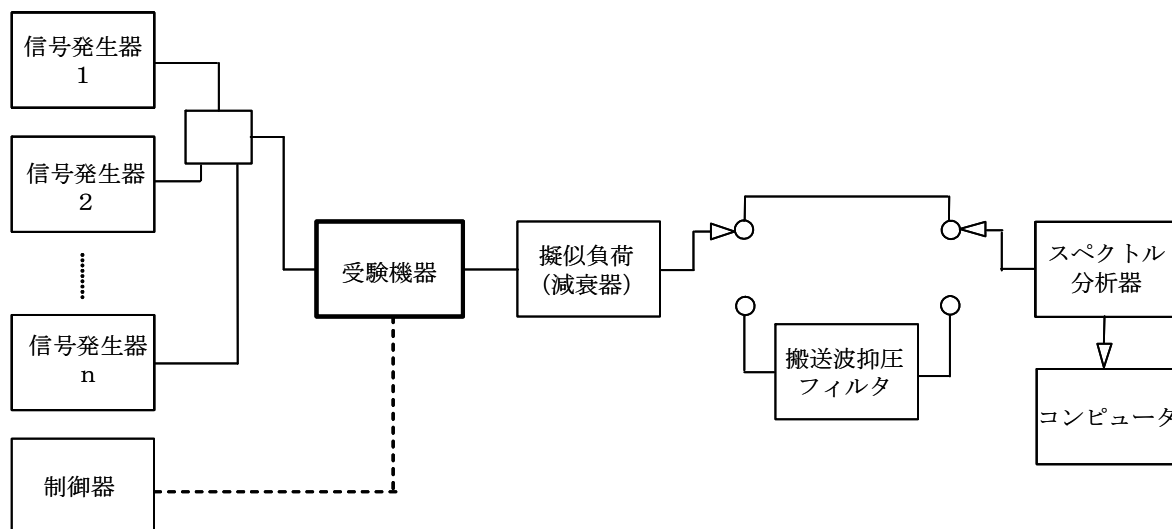 信号発生器
1
信号発生器
2
信号発生器
n
制御器
受験機器
擬似負荷
(減衰器)
搬送波抑圧
フィルタ
スペクトル
分析器
コンピュータ